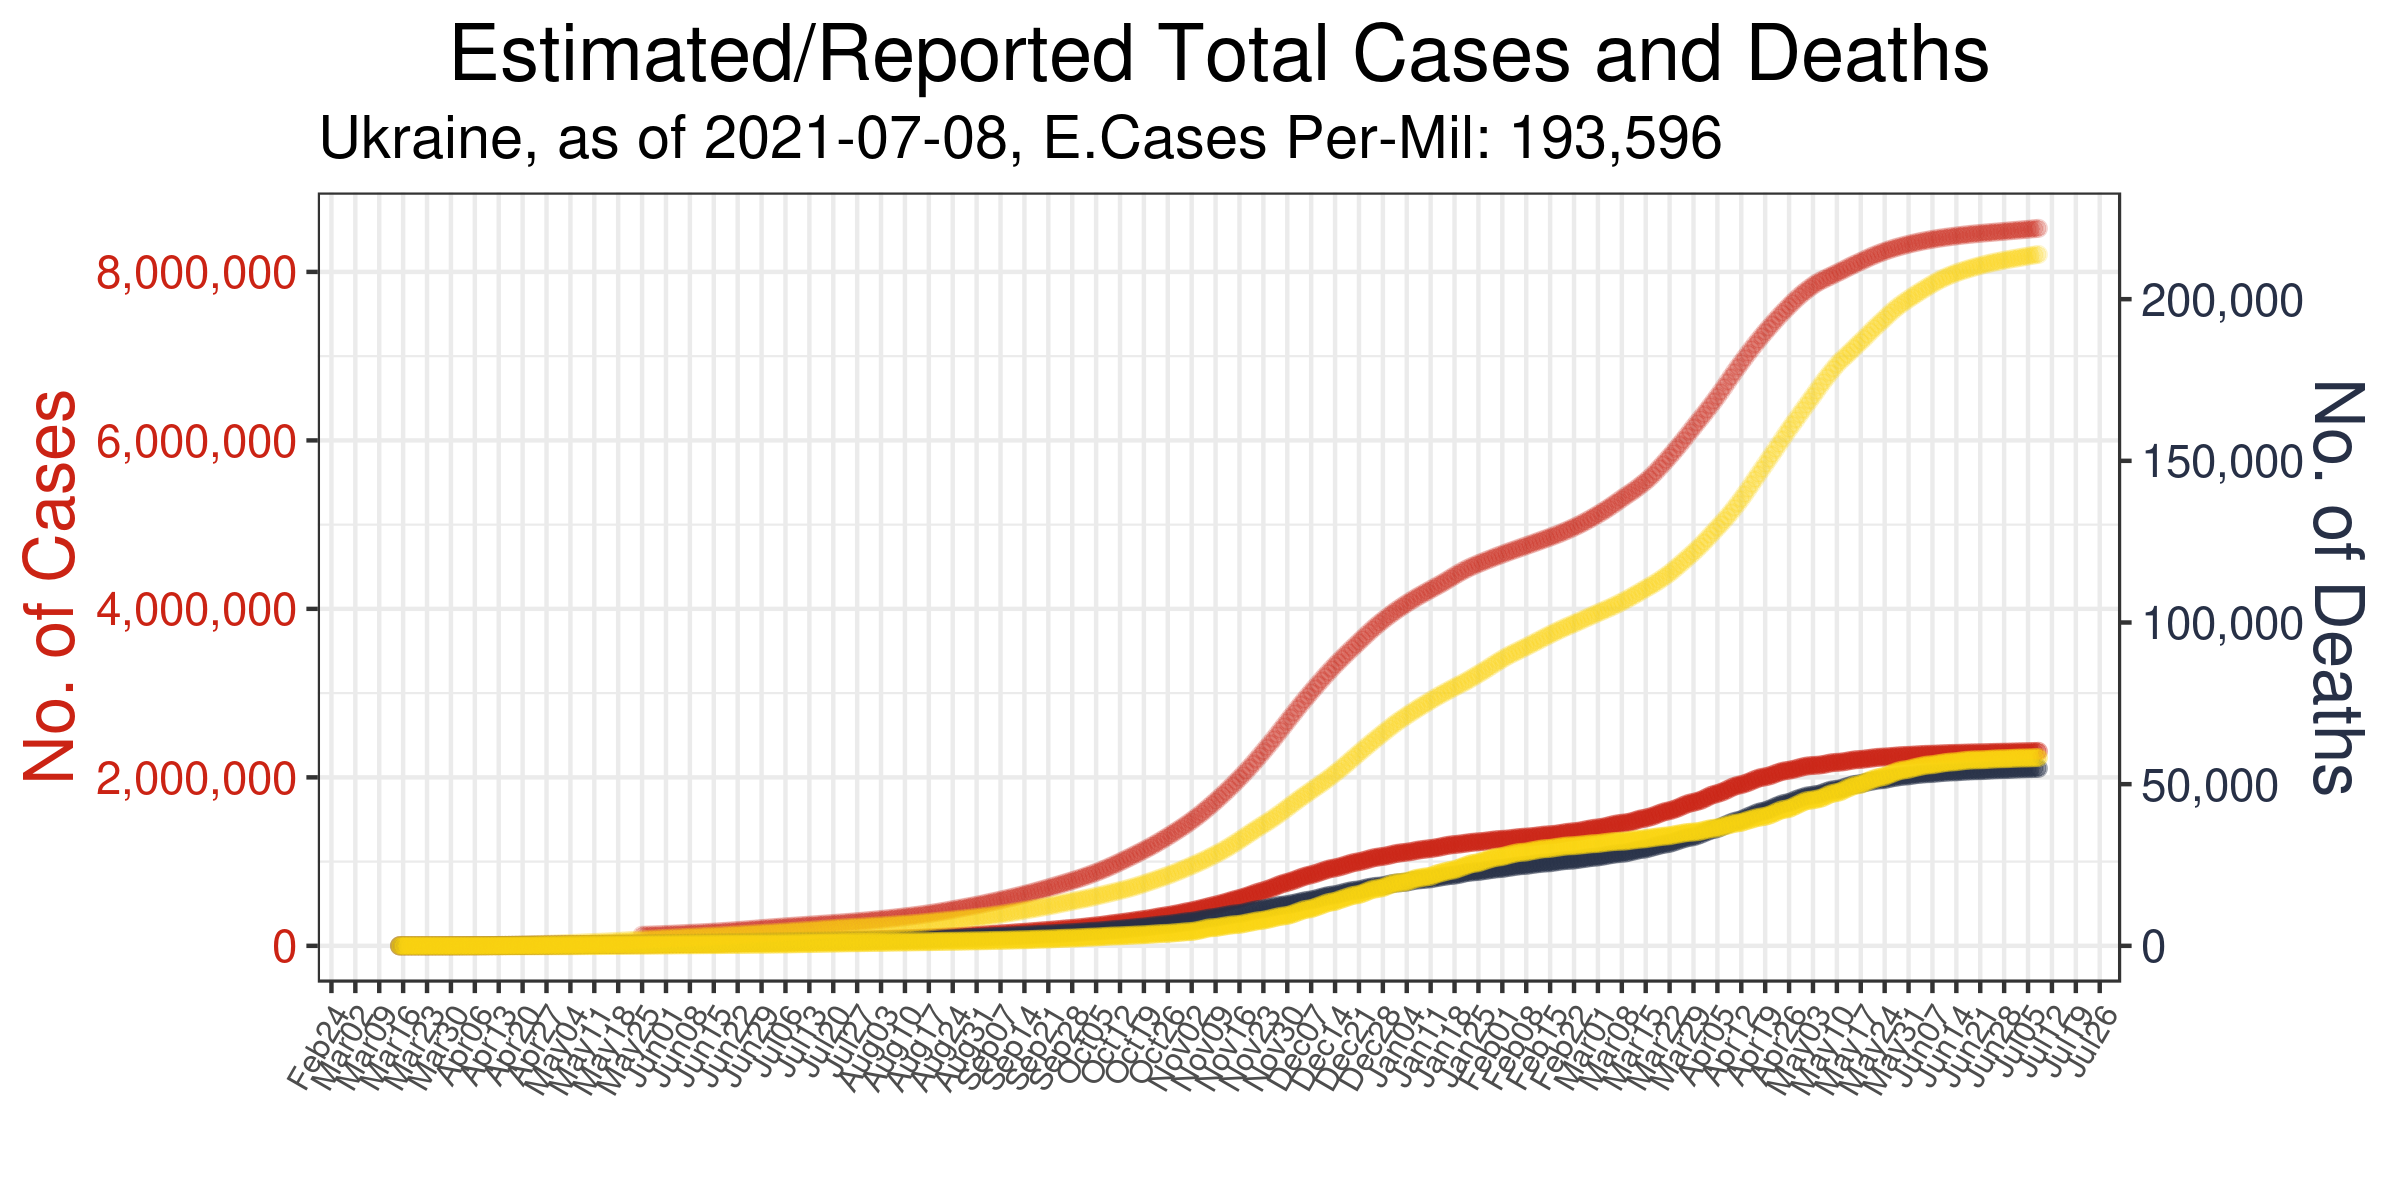 Estimated/Reported Total Cases and Deaths
Ukraine, as of 2021-07-08, E.Cases Per-Mil: 193,596
No. of Cases
8,000,000
6,000,000
4,000,000
2,000,000
0
200,000
150,000
100,000
50,000
0
No. of Deaths
Feb24
Mar02
Mar09
Mar16
Mar23
Mar30
Apr06
Apr13
Apr20
Apr27
May04
May11
May18
May25
Jun01
Jun08
Jun15
Jun22
Jun29
Jul06
Jul13
Jul20
Jul27
Aug03
Aug10
Aug17
Aug24
Aug31
Sep07
Sep14
Sep21
Sep28
Oct05
Oct12
Oct19
Oct26
Nov02
Nov09
Nov16
Nov23
Nov30
Dec07
Dec14
Dec21
Dec28
Jan04
Jan11
Jan18
Jan25
Feb01
Feb08
Feb15
Feb22
Mar01
Mar08
Mar15
Mar22
Mar29
Apr05
Apr12
Apr19
Apr26
May03
May10
May17
May24
May31
Jun07
Jun14
Jun21
Jun28
Jul05
Jul12
Jul19
Jul26